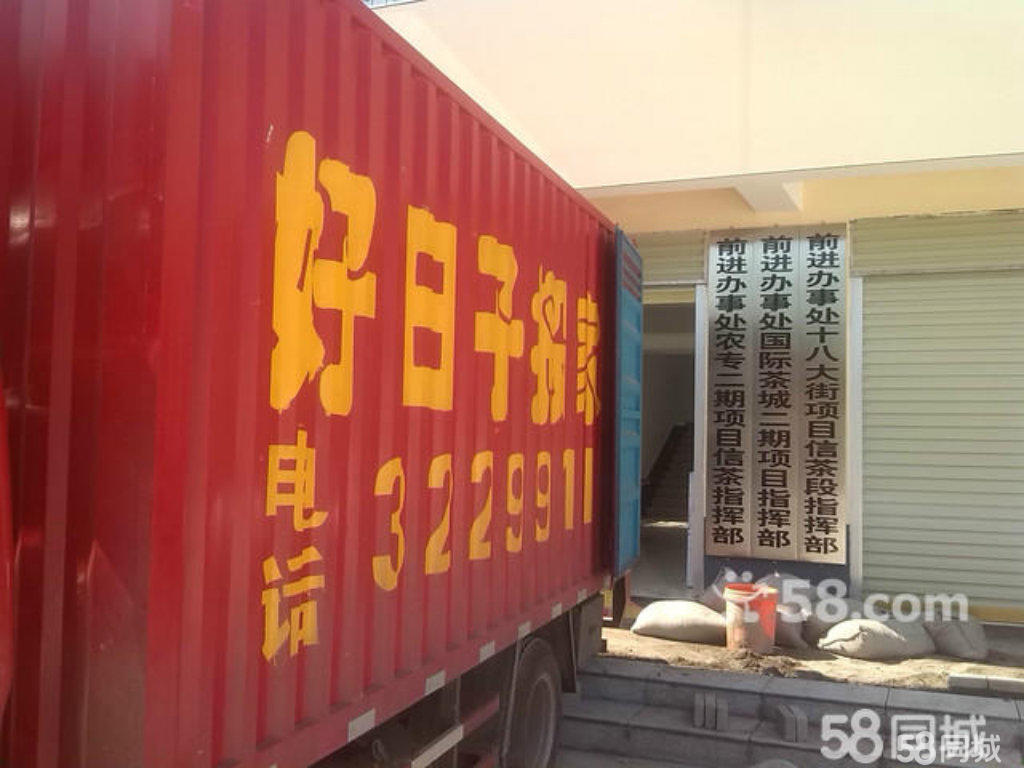 好日子搬家
电话 3229911
前进办事处农专二期项目信茶指挥部
前进办事处国际茶城二期项目指挥部
前进办事处十八大街项目信茶段指挥部
58.com
58同城
58同城